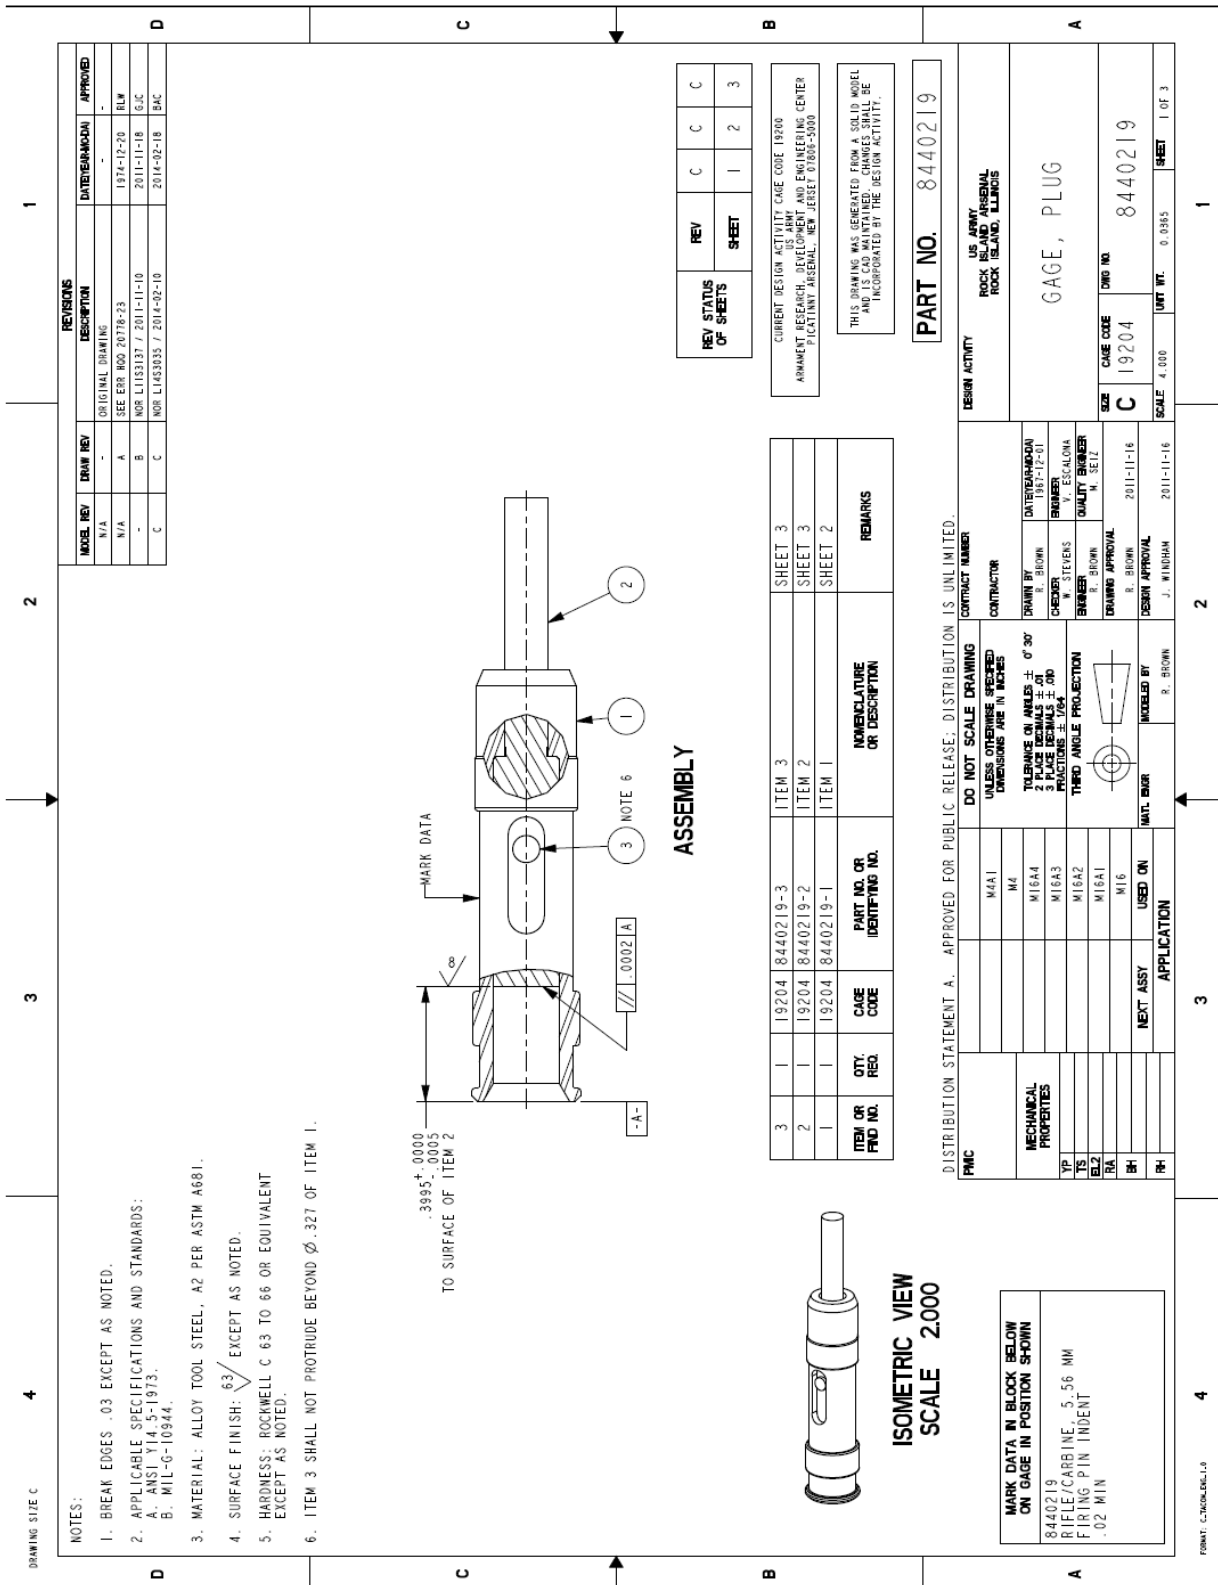 DRAWING SIZE C
4
3
2
1
D
C
B
A
NOTES:
1. BREAK EDGES .03 EXCEPT AS NOTED.
2. APPLICABLE SPECIFICATIONS AND STANDARDS:
A. ANSI Y14.5-1973.
B. MIL-G-10944.
3. MATERIAL: ALLOY TOOL STEEL, A2 PER ASTM A681.
4. SURFACE FINISH: 63 EXCEPT AS NOTED.
5. HARDNESS: ROCKWELL C 63 TO 66 OR EQUIVALENT
EXCEPT AS NOTED.
6. ITEM 3 SHALL NOT PROTRUDE BEYOND Ø.327 OF ITEM 1.
REVISIONS
MODEL REV DRAW REV DESCRIPTION DATE(YEAR-MO-DA) APPROVED
N/A - ORIGINAL DRAWING - -
N/A A SEE ERR HOO 20778-23 1974-12-20 RLW
- B NOR L11S3137 / 2011-11-10 2011-11-18 GJC
C C NOR L14S3035 / 2014-02-10 2014-02-18 BAC
.3995 +.0000
-.0005
TO SURFACE OF ITEM 2
8
MARK DATA
-A-
// .0002 A
3 NOTE 6
1
2
ASSEMBLY
REV STATUS OF SHEETS
REV C C C
SHEET 1 2 3
CURRENT DESIGN ACTIVITY CAGE CODE 19200
US ARMY
ARMAMENT RESEARCH, DEVELOPMENT AND ENGINEERING CENTER
PICATINNY ARSENAL, NEW JERSEY 07806-5000
THIS DRAWING WAS GENERATED FROM A SOLID MODEL
AND IS CAD MAINTAINED. CHANGES SHALL BE
INCORPORATED BY THE DESIGN ACTIVITY.
PART NO. 8440219
ISOMETRIC VIEW
SCALE 2.000
3 1 19204 8440219-3 ITEM 3 SHEET 3
2 1 19204 8440219-2 ITEM 2 SHEET 3
1 1 19204 8440219-1 ITEM 1 SHEET 2
ITEM OR FIND NO. QTY. REQ. CAGE CODE PART NO. OR IDENTIFYING NO. NOMENCLATURE OR DESCRIPTION REMARKS
MARK DATA IN BLOCK BELOW
ON GAGE IN POSITION SHOWN
8440219
RIFLE/CARBINE, 5.56 MM
FIRING PIN INDENT
.02 MIN
DISTRIBUTION STATEMENT A. APPROVED FOR PUBLIC RELEASE; DISTRIBUTION IS UNLIMITED.
PMIC
MECHANICAL PROPERTIES
YP
TS
EL2
RA
BH
RH
M4A1
M4
M16A4
M16A3
M16A2
M16A1
M16
NEXT ASSY USED ON
APPLICATION
DO NOT SCALE DRAWING
UNLESS OTHERWISE SPECIFIED
DIMENSIONS ARE IN INCHES
TOLERANCE ON ANGLES ± 0°30'
2 PLACE DECIMALS ± .01
3 PLACE DECIMALS ± .010
FRACTIONS ± 1/64
THIRD ANGLE PROJECTION
MATL ENGR
MODELED BY
R. BROWN
CONTRACT NUMBER
CONTRACTOR
DRAWN BY
R. BROWN
DATE(YEAR-MO-DA)
1967-12-01
CHECKER
W. STEVENS
ENGINEER
V. ESCALONA
ENGINEER
R. BROWN
QUALITY ENGINEER
M. SEIZ
DRAWING APPROVAL
R. BROWN 2011-11-16
DESIGN APPROVAL
J. WINDHAM 2011-11-16
DESIGN ACTIVITY
US ARMY
ROCK ISLAND ARSENAL
ROCK ISLAND, ILLINOIS
GAGE, PLUG
SIZE
C
CAGE CODE
19204
DWG NO.
8440219
SCALE 4.000
UNIT WT. 0.0365
SHEET 1 OF 3
4
3
2
1
D
C
B
A